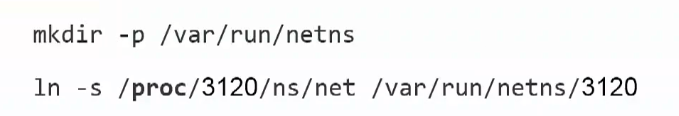 mkdir -p /var/run/netns
ln -s /proc/3120/ns/net /var/run/netns/3120